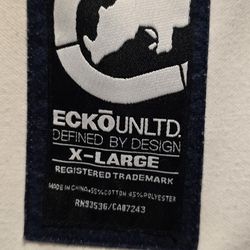 ECKŌUNLTD.
DEFINED BY DESIGN
X-LARGE
REGISTERED TRADEMARK
MADE IN CHINA•55%COTTON 45%POLYESTER
RN93536/CA07243